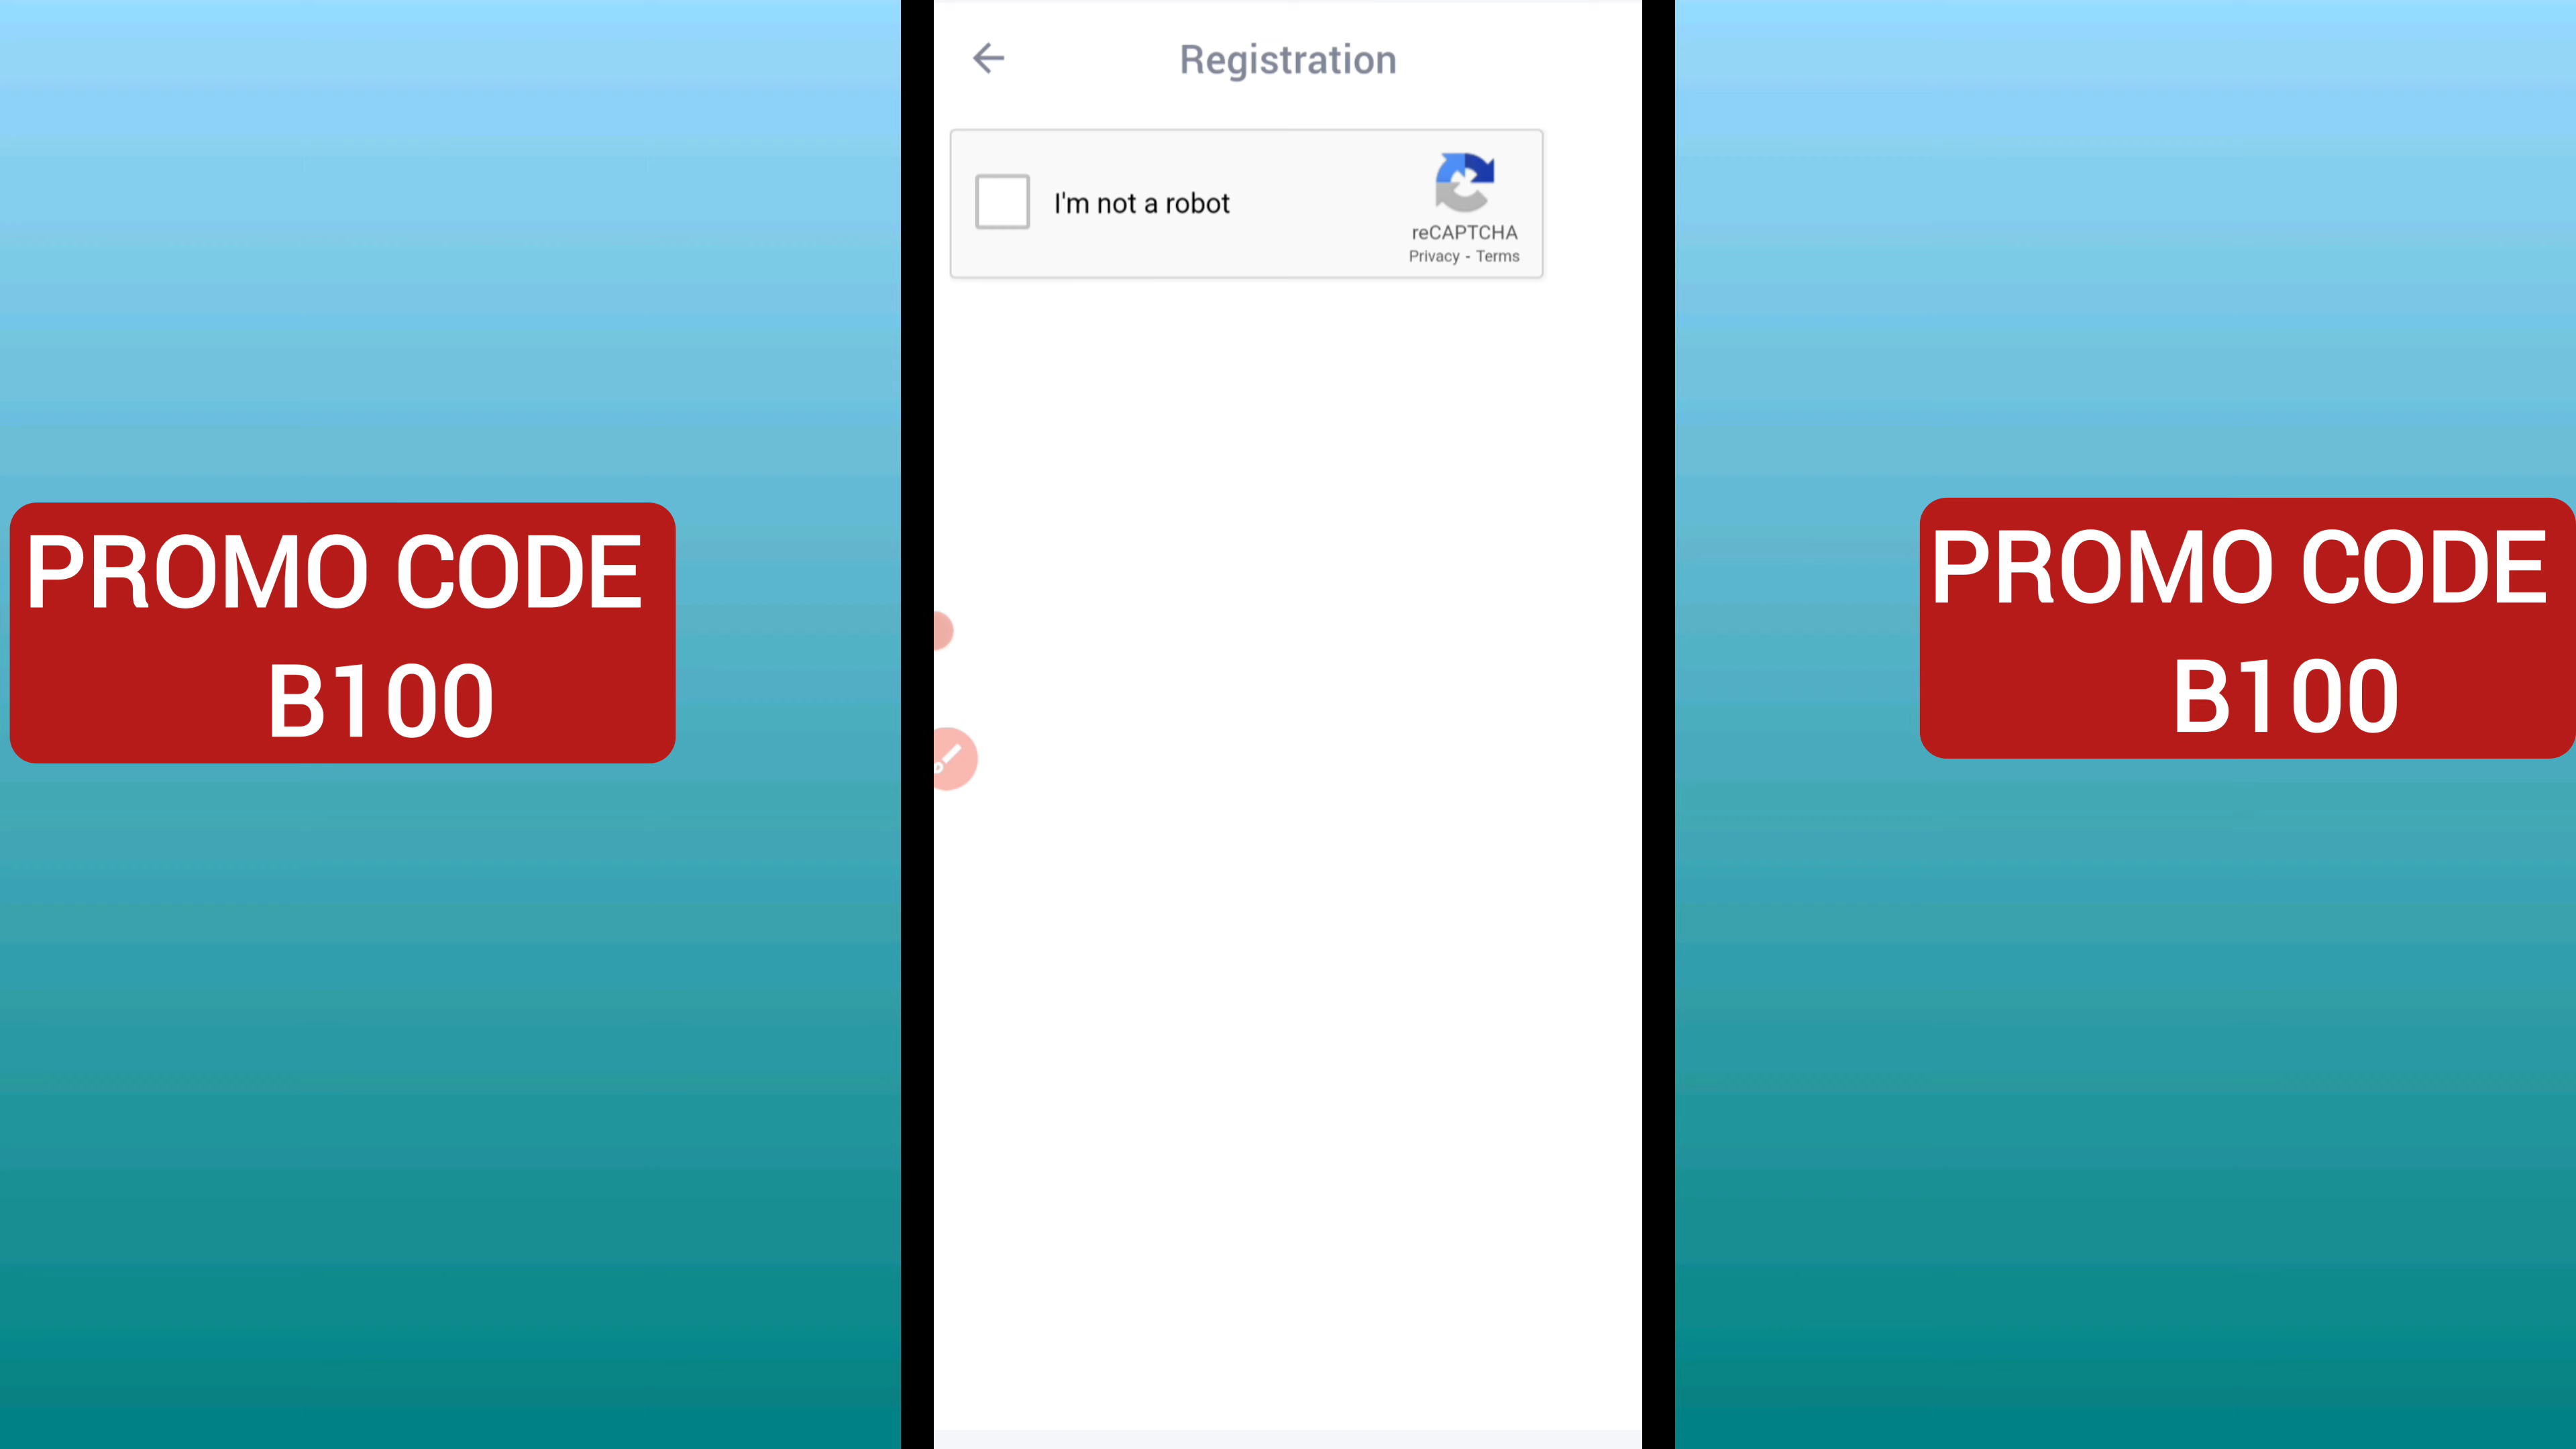 Registration
I'm not a robot
reCAPTCHA
Privacy - Terms
PROMO CODE
B100
PROMO CODE
B100